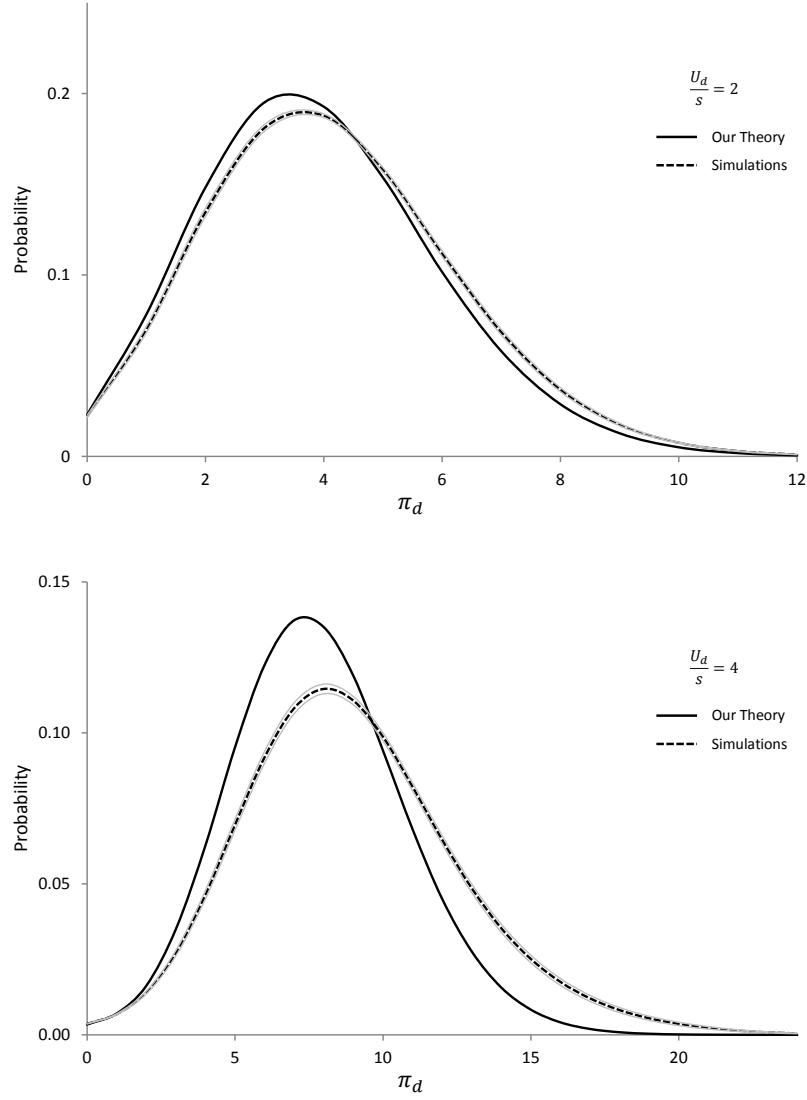 U_d
s
= 2
Our Theory
Simulations
Probability
0.2
0.1
0
0 2 4 6 8 10 12
π_d
U_d
s
= 4
Our Theory
Simulations
Probability
0.15
0.10
0.05
0.00
0 5 10 15 20
π_d